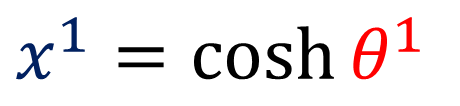 x¹ = cosh θ¹